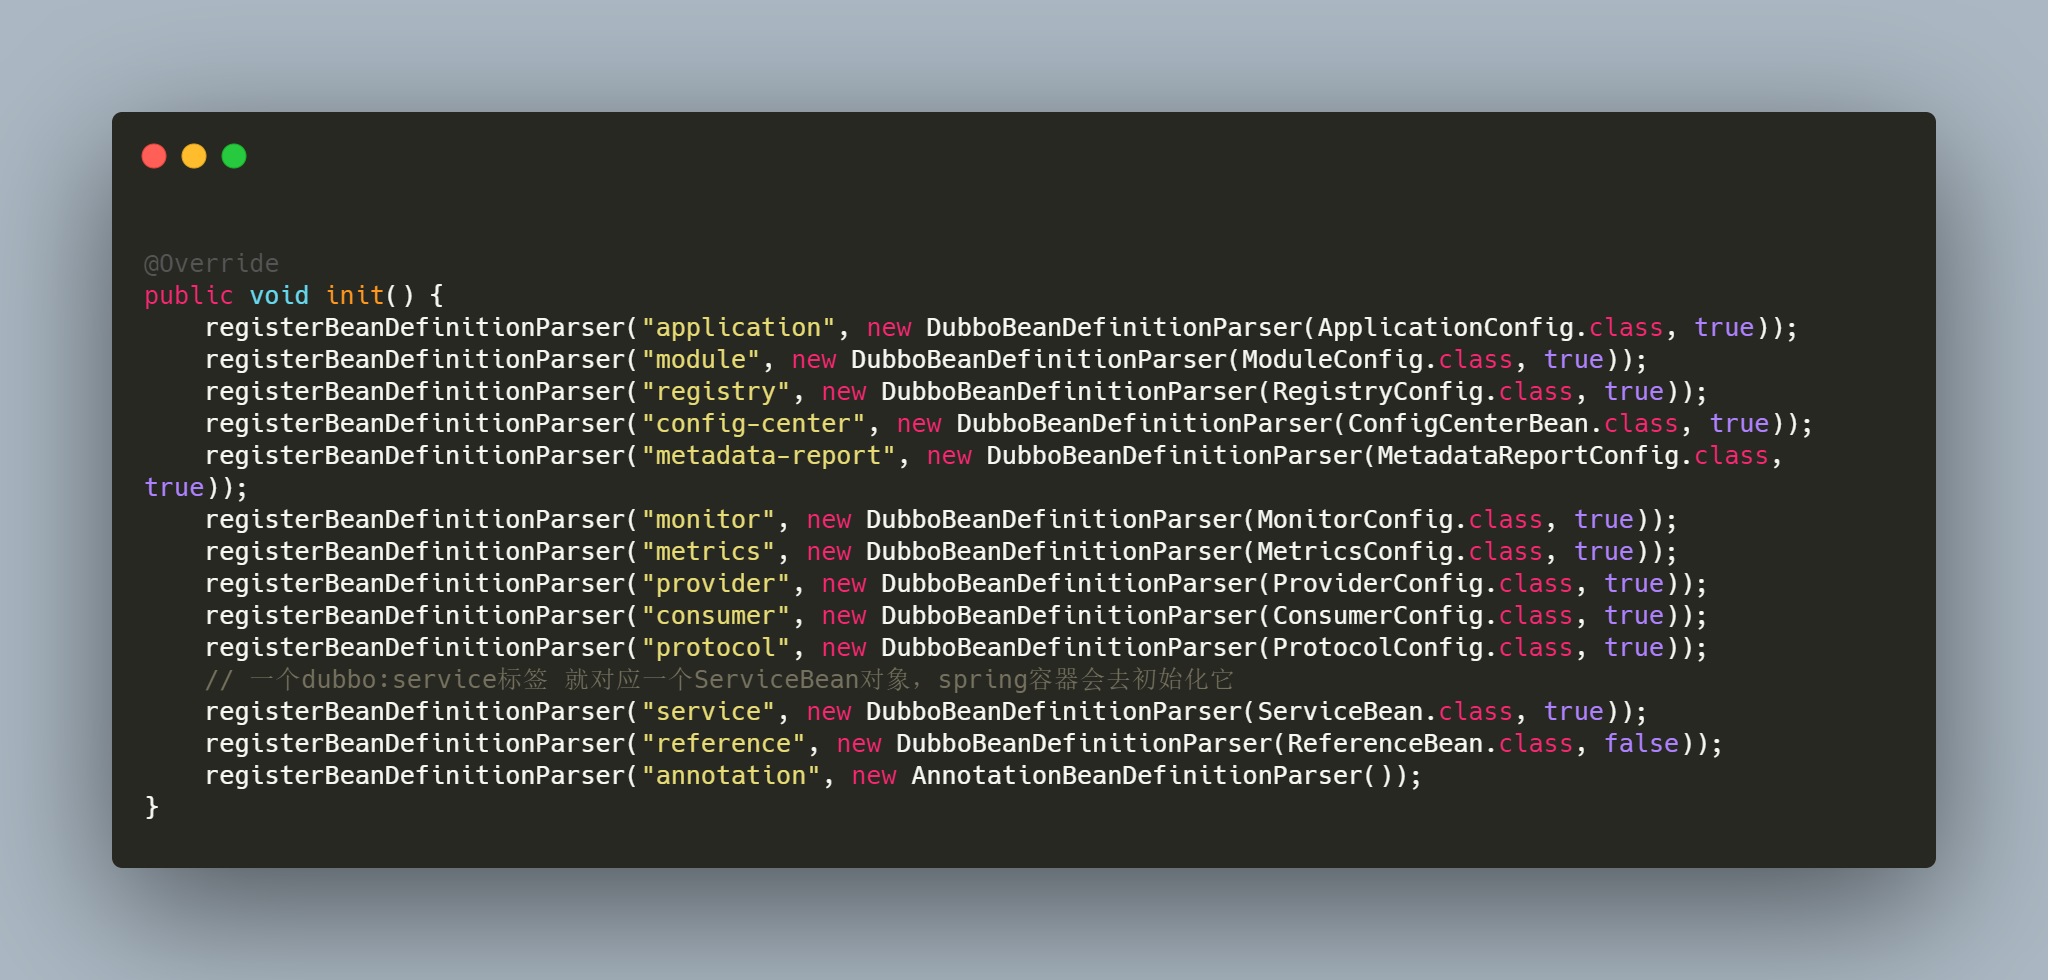 @Override
public void init() {
    registerBeanDefinitionParser("application", new DubboBeanDefinitionParser(ApplicationConfig.class, true));
    registerBeanDefinitionParser("module", new DubboBeanDefinitionParser(ModuleConfig.class, true));
    registerBeanDefinitionParser("registry", new DubboBeanDefinitionParser(RegistryConfig.class, true));
    registerBeanDefinitionParser("config-center", new DubboBeanDefinitionParser(ConfigCenterBean.class, true));
    registerBeanDefinitionParser("metadata-report", new DubboBeanDefinitionParser(MetadataReportConfig.class,
true));
    registerBeanDefinitionParser("monitor", new DubboBeanDefinitionParser(MonitorConfig.class, true));
    registerBeanDefinitionParser("metrics", new DubboBeanDefinitionParser(MetricsConfig.class, true));
    registerBeanDefinitionParser("provider", new DubboBeanDefinitionParser(ProviderConfig.class, true));
    registerBeanDefinitionParser("consumer", new DubboBeanDefinitionParser(ConsumerConfig.class, true));
    registerBeanDefinitionParser("protocol", new DubboBeanDefinitionParser(ProtocolConfig.class, true));
    // 一个dubbo:service标签 就对应一个ServiceBean对象，spring容器会去初始化它
    registerBeanDefinitionParser("service", new DubboBeanDefinitionParser(ServiceBean.class, true));
    registerBeanDefinitionParser("reference", new DubboBeanDefinitionParser(ReferenceBean.class, false));
    registerBeanDefinitionParser("annotation", new AnnotationBeanDefinitionParser());
}